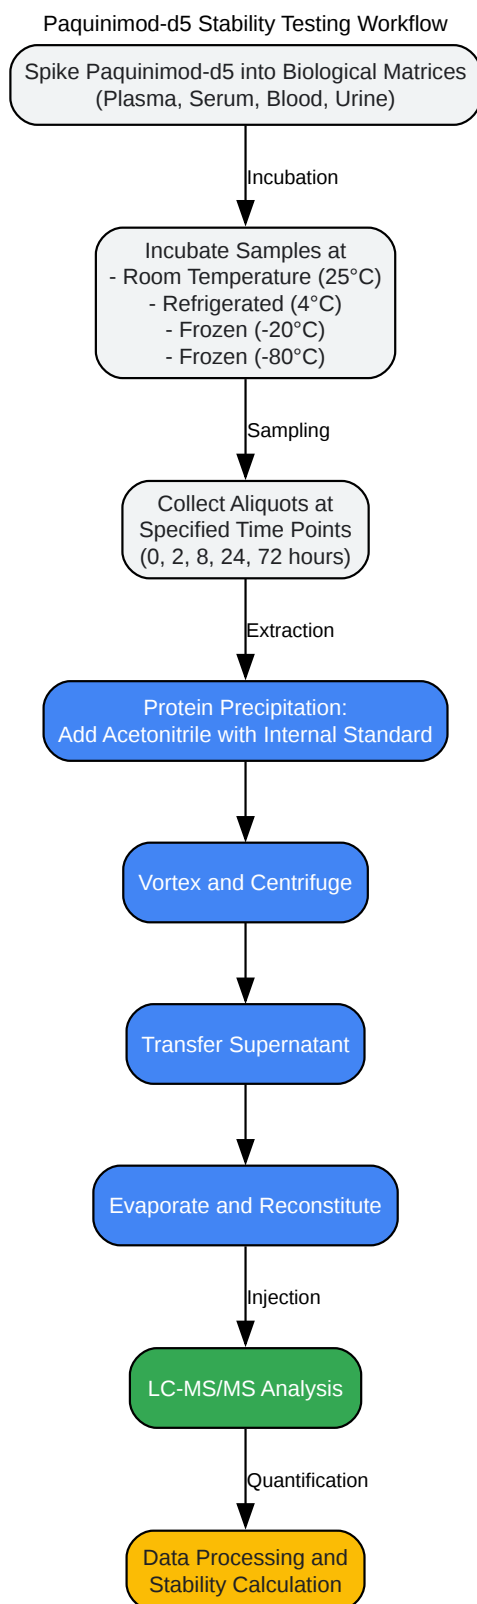 Paquinimod-d5 Stability Testing Workflow
Spike Paquinimod-d5 into Biological Matrices
(Plasma, Serum, Blood, Urine)
Incubation
Incubate Samples at
- Room Temperature (25°C)
- Refrigerated (4°C)
- Frozen (-20°C)
- Frozen (-80°C)
Sampling
Collect Aliquots at
Specified Time Points
(0, 2, 8, 24, 72 hours)
Extraction
Protein Precipitation:
Add Acetonitrile with Internal Standard
Vortex and Centrifuge
Transfer Supernatant
Evaporate and Reconstitute
Injection
LC-MS/MS Analysis
Quantification
Data Processing and
Stability Calculation